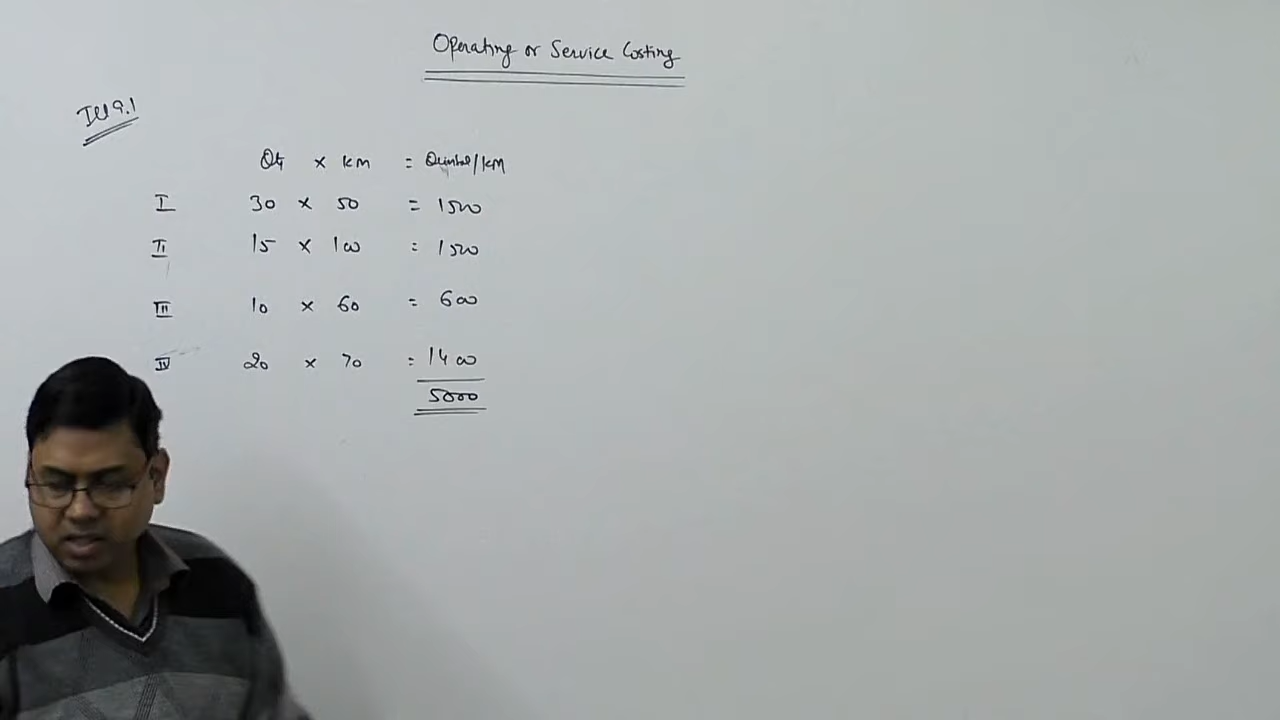 Operating or Service Costing
Ill 9.1
Qty × km = Quintal/KM
I 30 × 50 = 1500
II 15 × 100 = 1500
III 10 × 60 = 600
IV 20 × 70 = 1400
5000